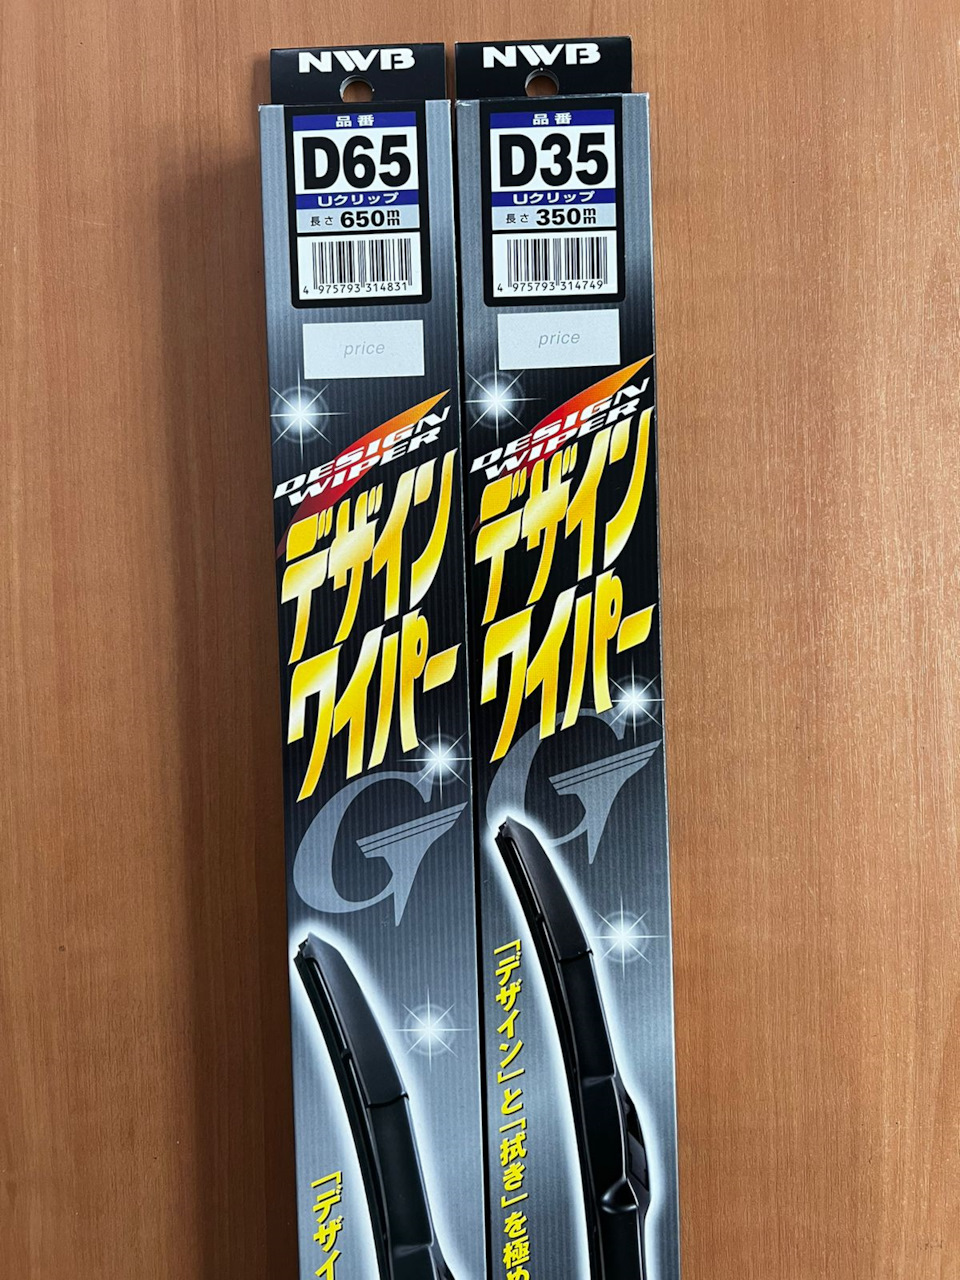 NWB
品番
D65
Uクリップ
長さ 650mm
4 975793 314831
price
DESIGN
WIPER
デザイン
ワイパー
G
「デザイ
NWB
品番
D35
Uクリップ
長さ 350mm
4 975793 314749
price
DESIGN
WIPER
デザイン
ワイパー
G
「デザイン」と「拭き」を極め